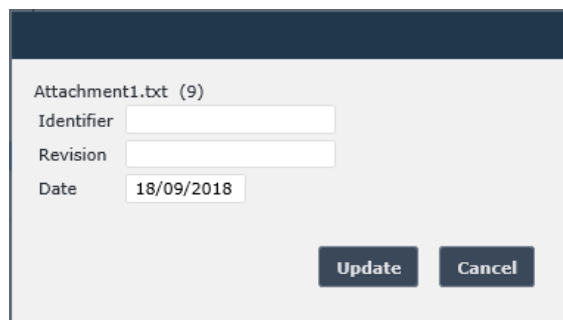 Attachment1.txt (9)
Identifier
Revision
Date 18/09/2018
Update Cancel